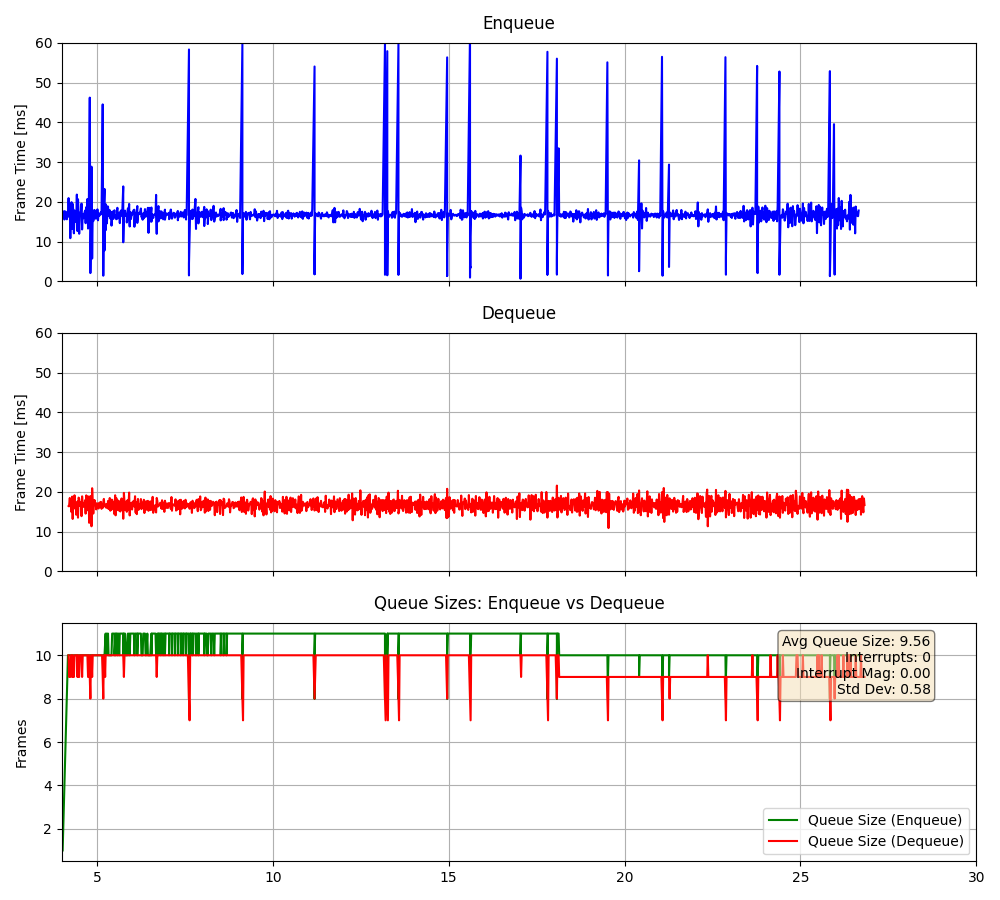 Enqueue
60
50
40
30
20
10
0
Frame Time [ms]
Dequeue
60
50
40
30
20
10
0
Frame Time [ms]
Queue Sizes: Enqueue vs Dequeue
10
8
6
4
2
Frames
Avg Queue Size: 9.56
Interrupts: 0
Interrupt Mag: 0.00
Std Dev: 0.58
Queue Size (Enqueue)
Queue Size (Dequeue)
5 10 15 20 25 30